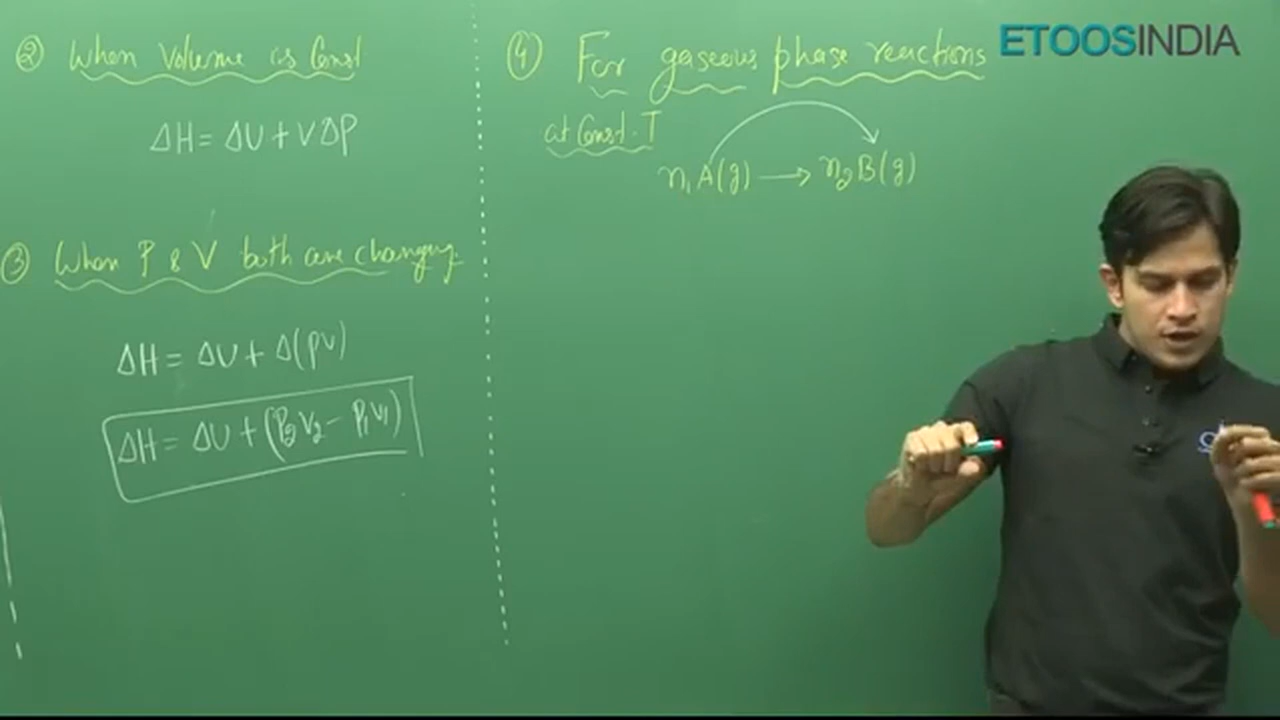 ② When Volume is Const
ΔH = ΔU + VΔP
③ When P & V both are changing.
ΔH = ΔU + Δ(PV)
ΔH = ΔU + (P₂V₂ - P₁V₁)
④ For gaseous phase reactions
at Const. T
n₁A(g) ⟶ n₂B(g)
ETOOSINDIA